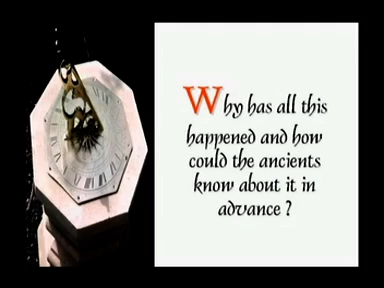 Why has all this
happened and how
could the ancients
know about it in
advance ?